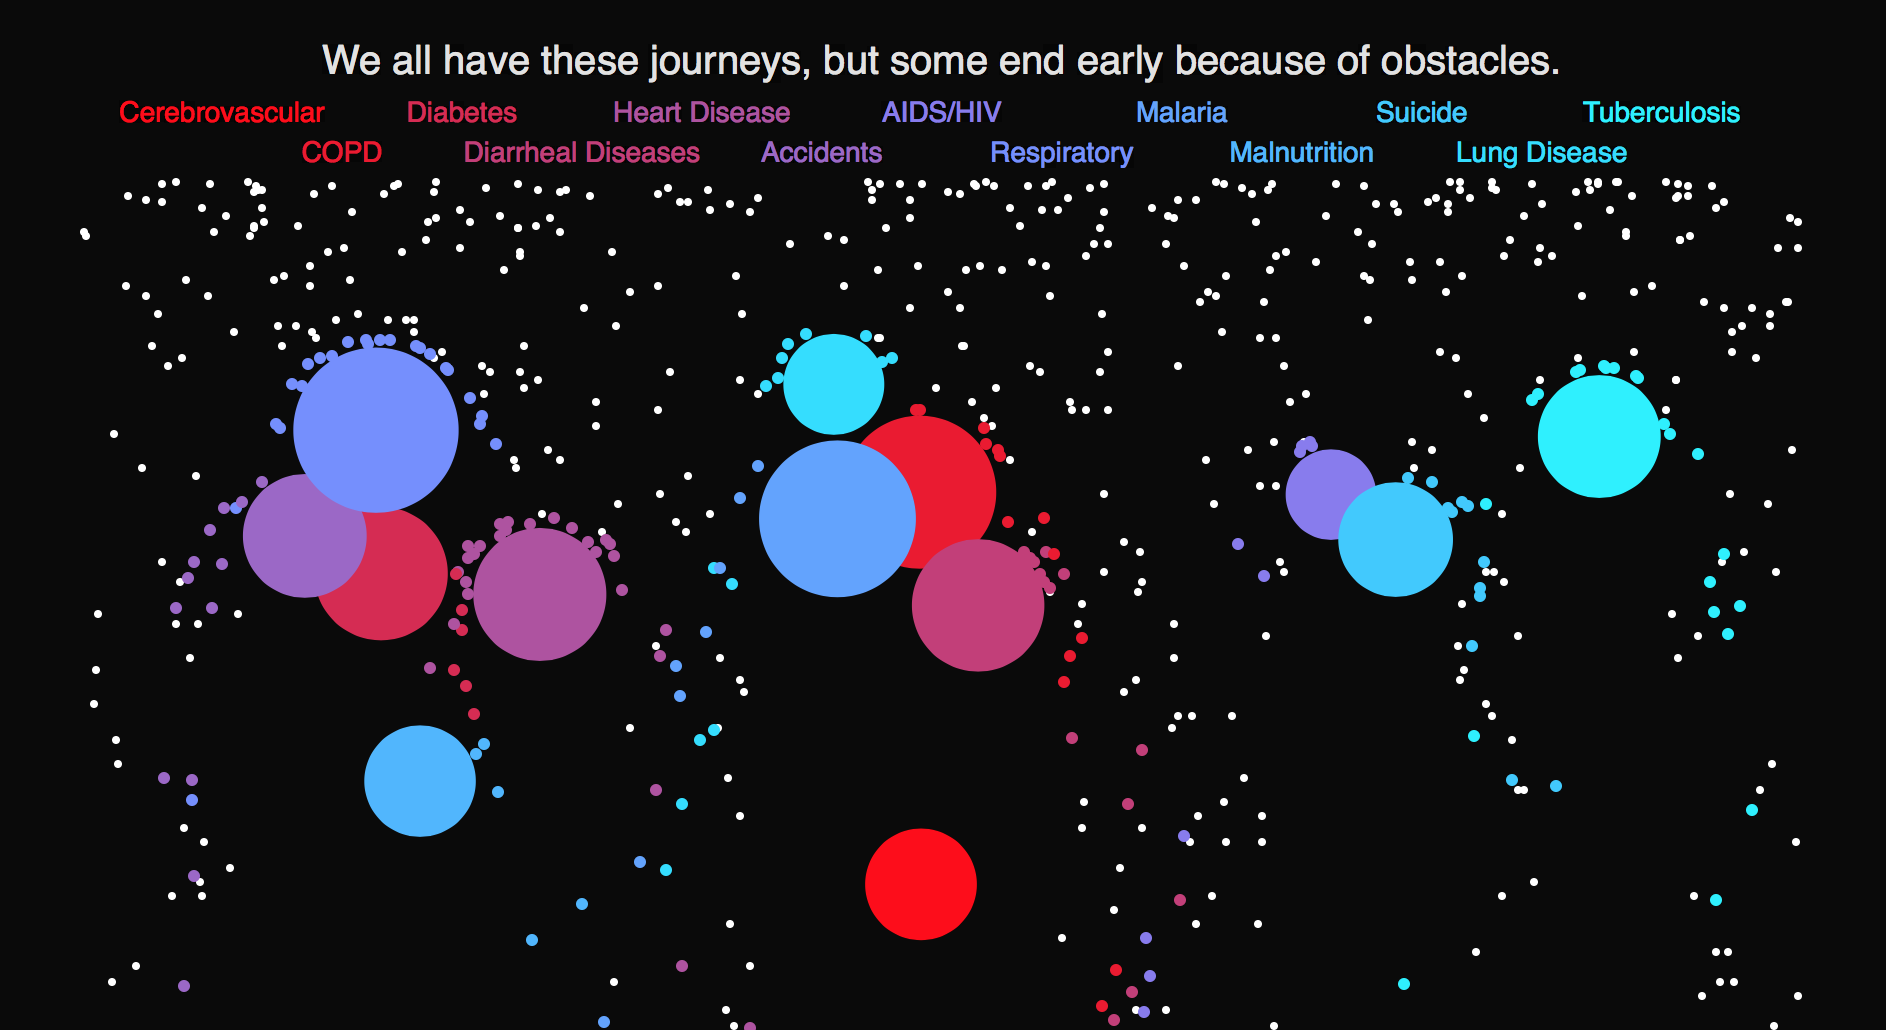 We all have these journeys, but some end early because of obstacles.
Cerebrovascular Diabetes Heart Disease AIDS/HIV Malaria Suicide Tuberculosis
COPD Diarrheal Diseases Accidents Respiratory Malnutrition Lung Disease